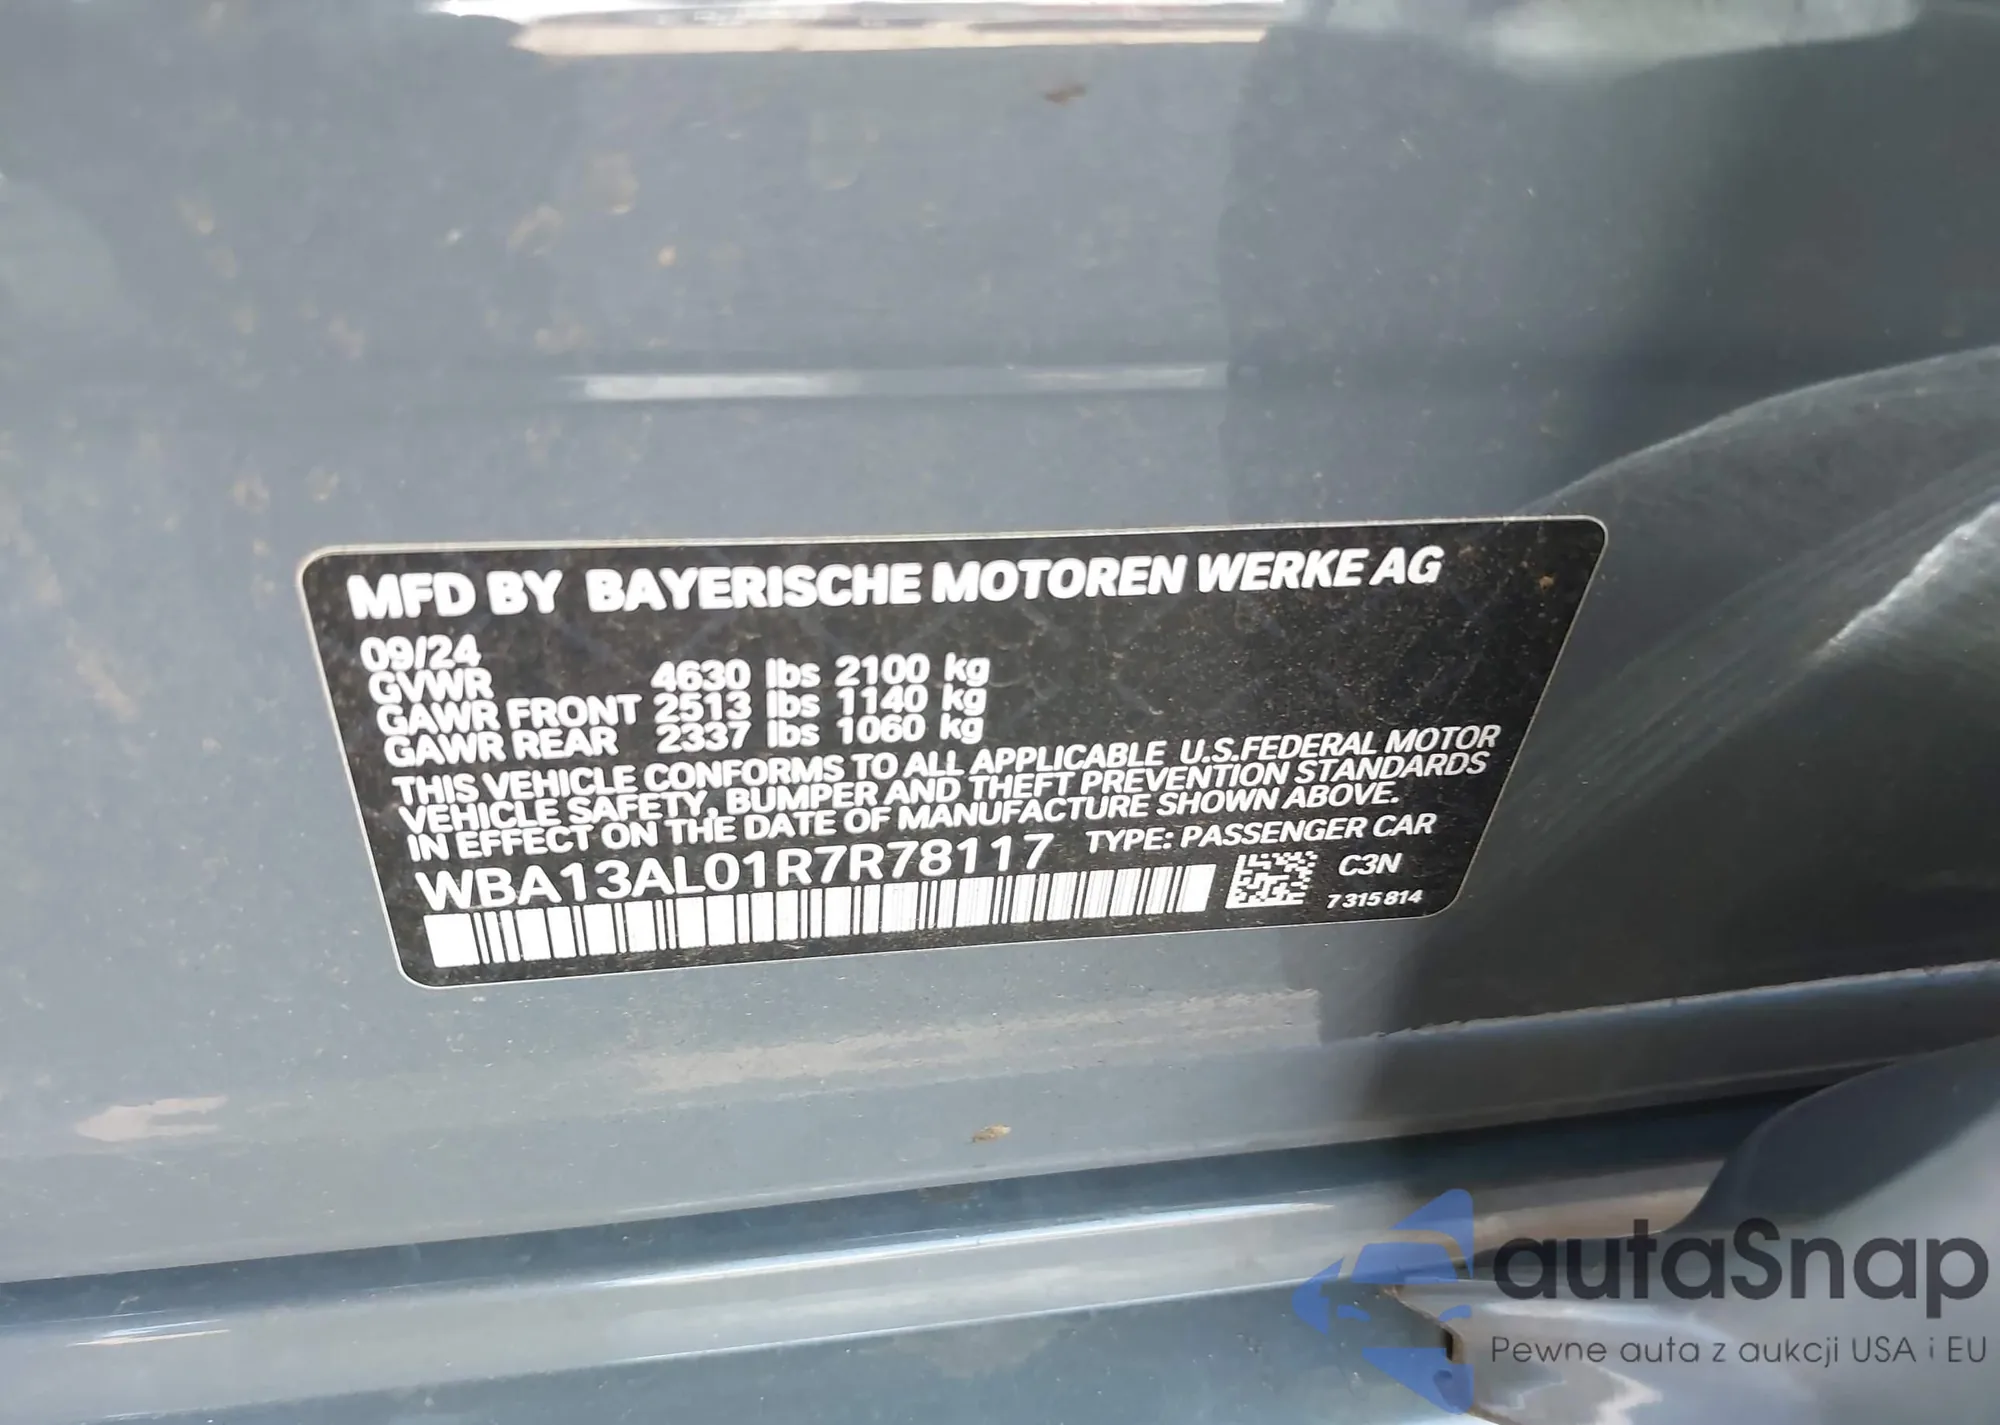 MFD BY BAYERISCHE MOTOREN WERKE AG
09/24
GVWR 4630 lbs 2100 kg
GAWR FRONT 2513 lbs 1140 kg
GAWR REAR 2337 lbs 1060 kg
THIS VEHICLE CONFORMS TO ALL APPLICABLE U.S.FEDERAL MOTOR
VEHICLE SAFETY, BUMPER AND THEFT PREVENTION STANDARDS
IN EFFECT ON THE DATE OF MANUFACTURE SHOWN ABOVE.
WBA13AL01R7R78117 TYPE: PASSENGER CAR
C3N
7 315 814
autaSnap
Pewne auta z aukcji USA i EU